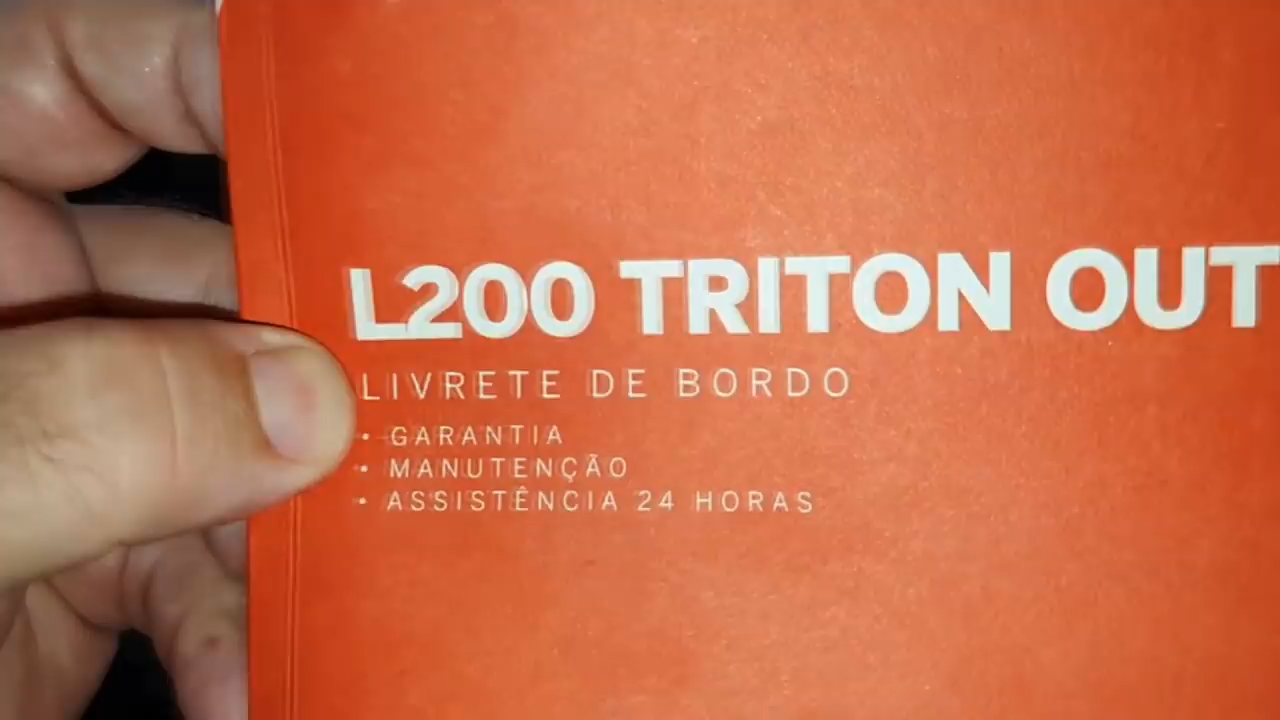 L200 TRITON OUT
LIVRETE DE BORDO
• GARANTIA
• MANUTENÇÃO
• ASSISTÊNCIA 24 HORAS